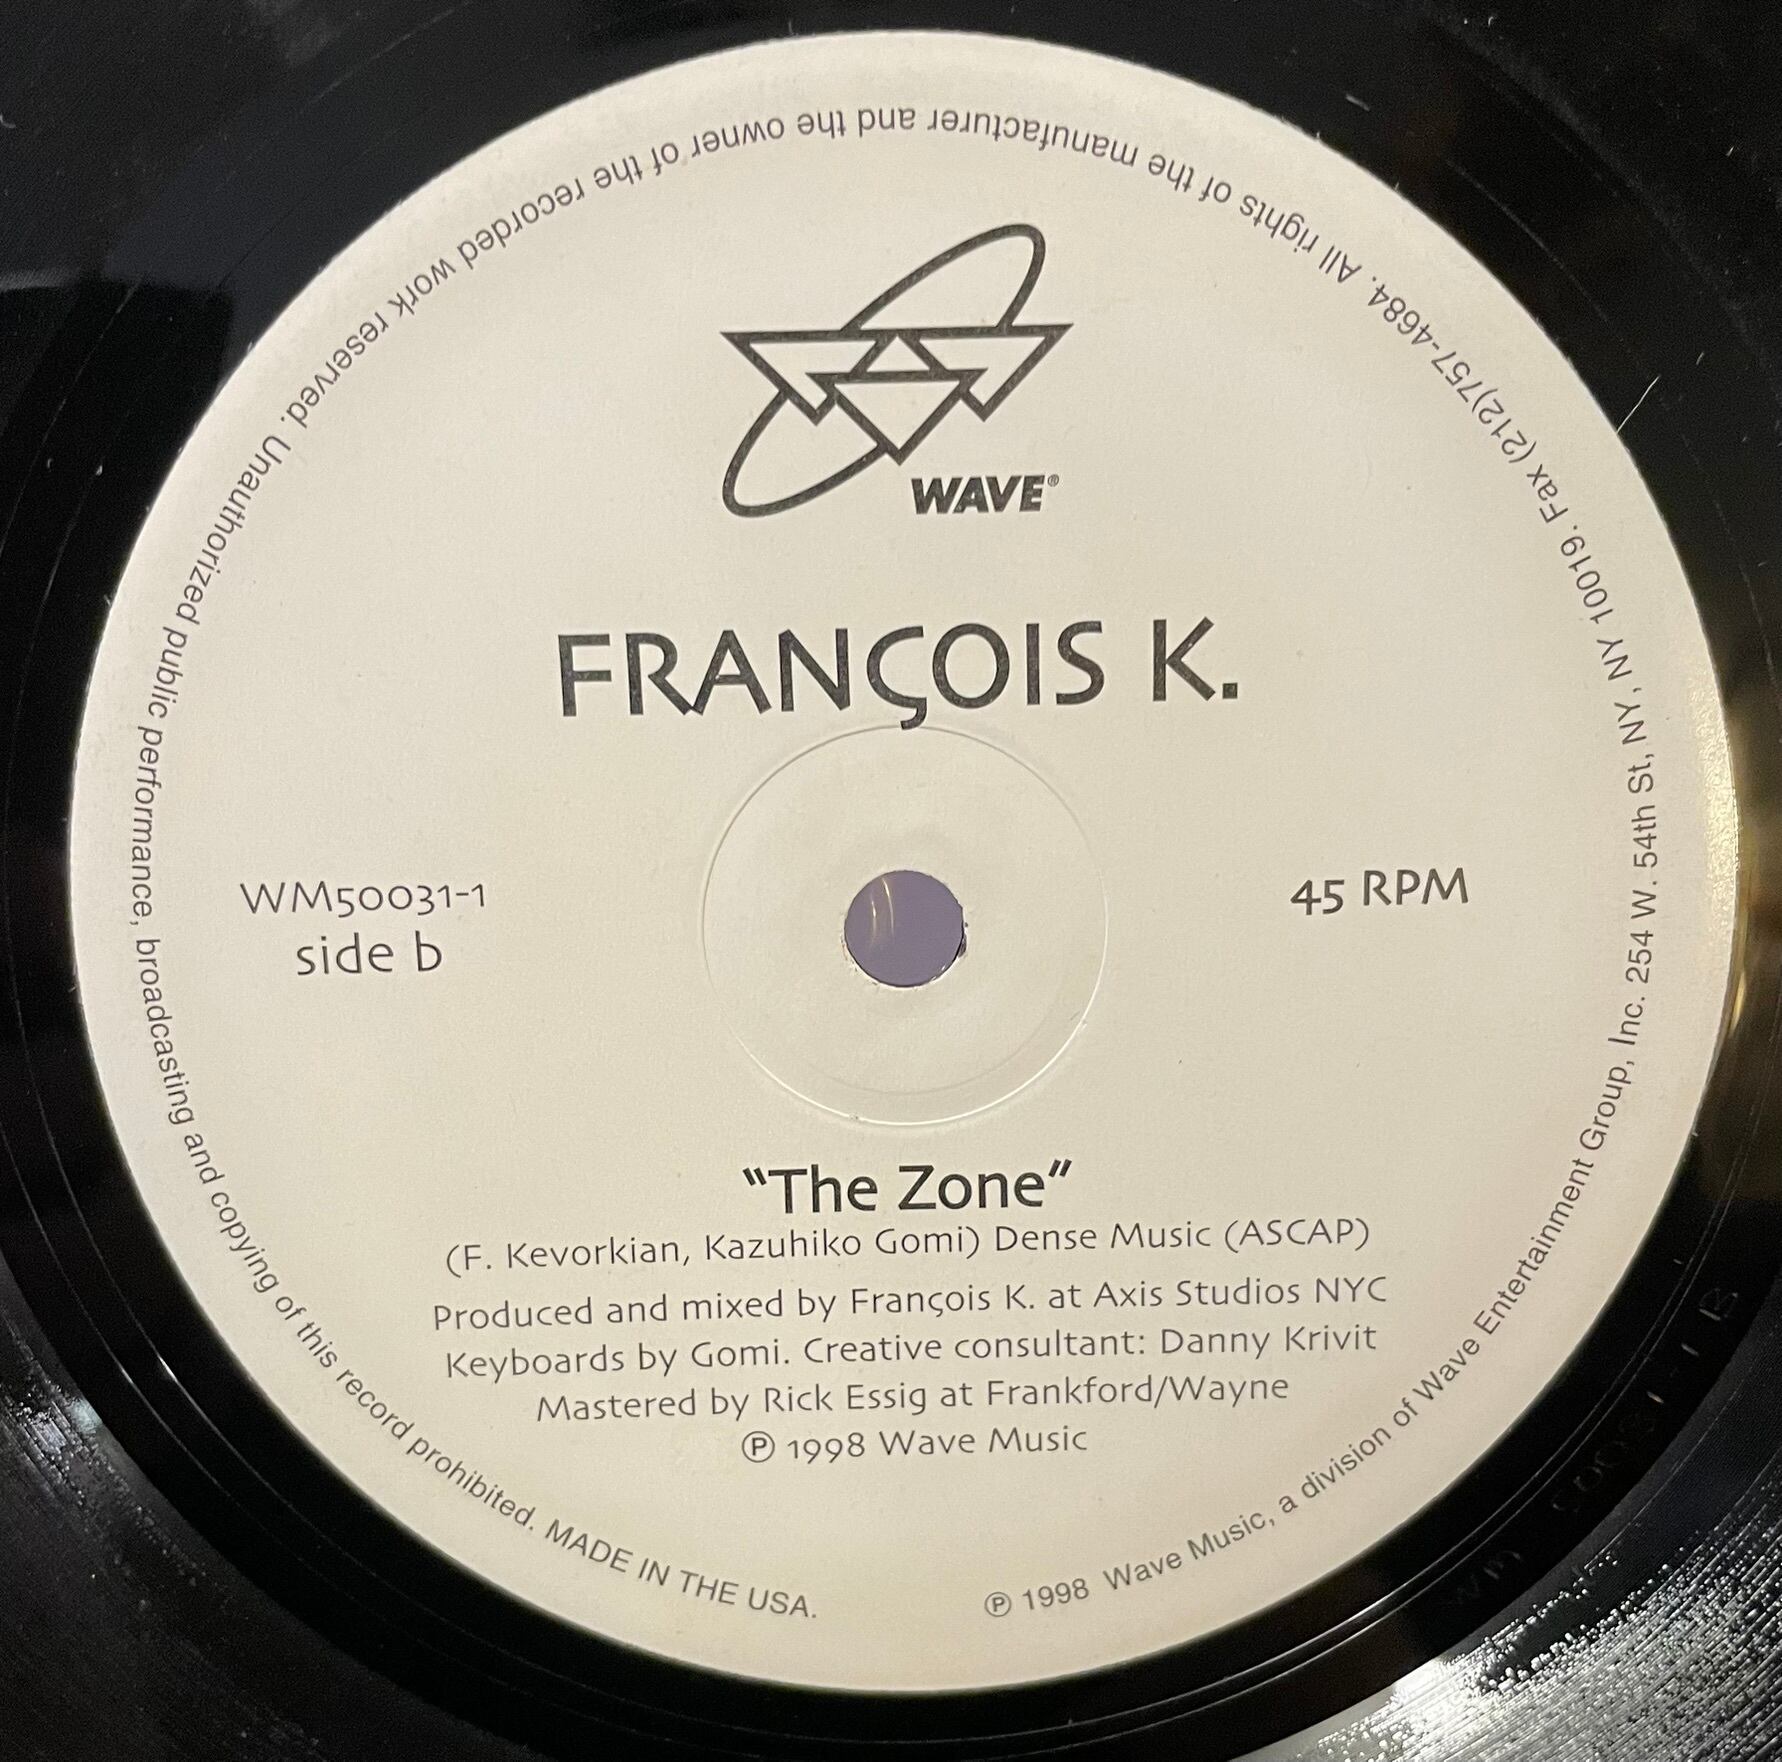 WAVE®
FRANÇOIS K.
WM50031-1
side b
45 RPM
"The Zone"
(F. Kevorkian, Kazuhiko Gomi) Dense Music (ASCAP)
Produced and mixed by François K. at Axis Studios NYC
Keyboards by Gomi. Creative consultant: Danny Krivit
Mastered by Rick Essig at Frankford/Wayne
℗ 1998 Wave Music
℗ 1998 Wave Music, a division of Wave Entertainment Group, Inc. 254 W. 54th St, NY, NY 10019. Fax (212)757-4684. All rights of the manufacturer and the owner of the recorded work reserved. Unauthorized public performance, broadcasting and copying of this record prohibited. MADE IN THE USA.